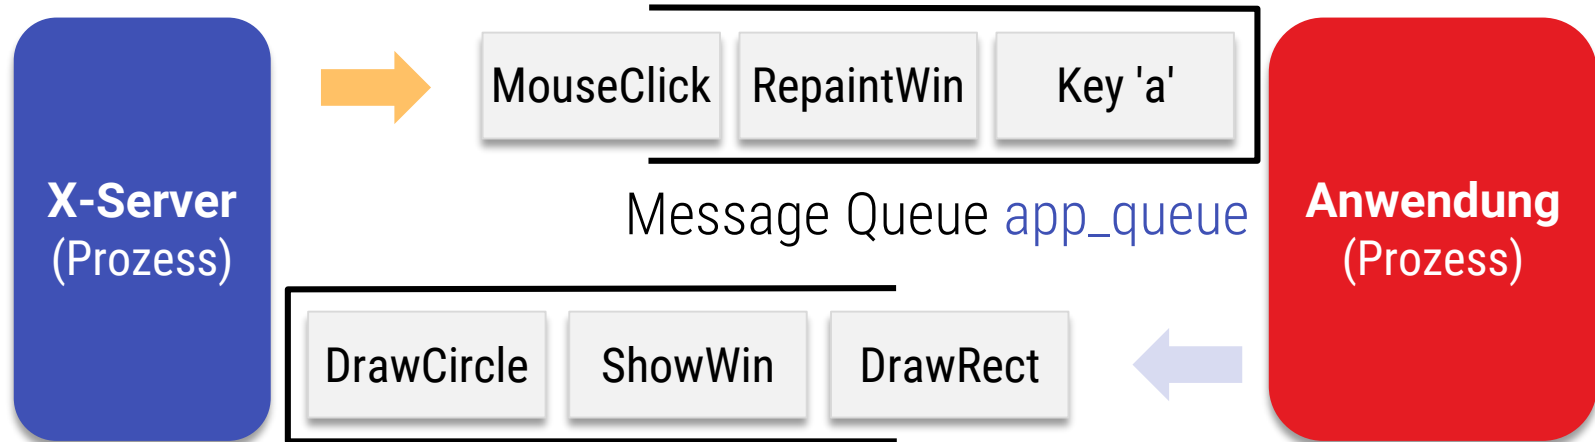 X-Server
(Prozess)
MouseClick
RepaintWin
Key 'a'
Message Queue app_queue
DrawCircle
ShowWin
DrawRect
Anwendung
(Prozess)